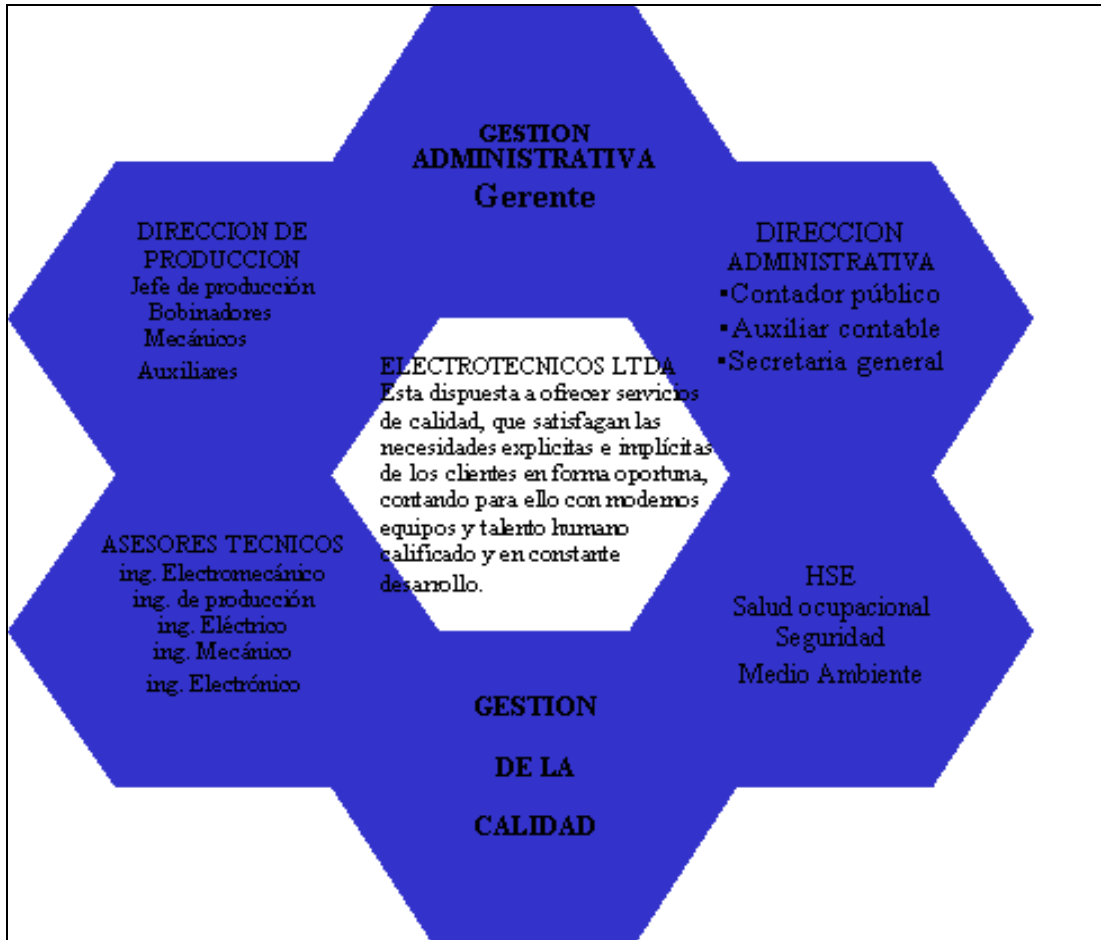 GESTION
ADMINISTRATIVA
Gerente
DIRECCION DE
PRODUCCION
Jefe de producción
Bobinadores
Mecánicos
Auxiliares
DIRECCION
ADMINISTRATIVA
▪Contador público
▪Auxiliar contable
▪Secretaria general
ELECTROTECNICOS LTDA
Esta dispuesta a ofrecer servicios
de calidad, que satisfagan las
necesidades explicitas e implícitas
de los clientes en forma oportuna,
contando para ello con modernos
equipos y talento humano
calificado y en constante
desarrollo.
ASESORES TECNICOS
ing. Electromecánico
ing. de producción
ing. Eléctrico
ing. Mecánico
ing. Electrónico
HSE
Salud ocupacional
Seguridad
Medio Ambiente
GESTION
DE LA
CALIDAD